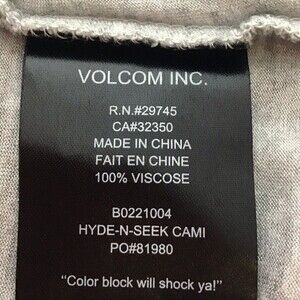 VOLCOM INC.
R.N.#29745
CA#32350
MADE IN CHINA
FAIT EN CHINE
100% VISCOSE
B0221004
HYDE-N-SEEK CAMI
PO#81980
“Color block will shock ya!”